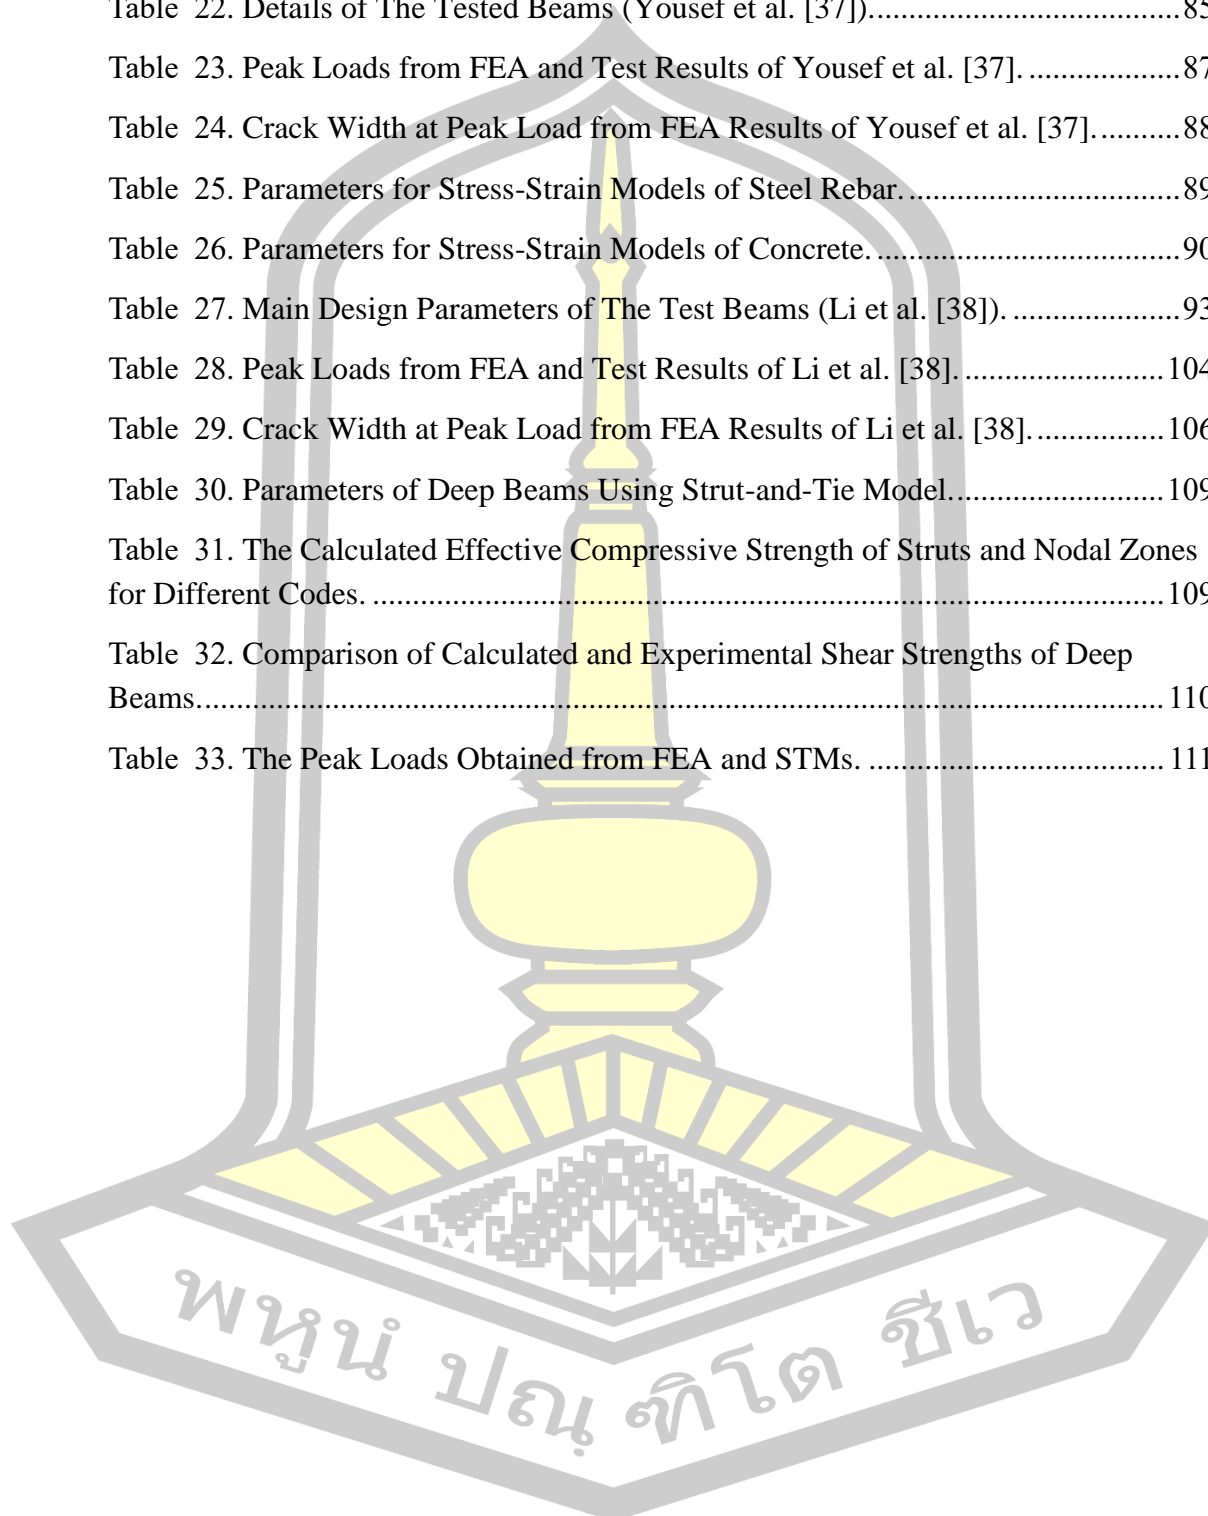 Table 22. Details of The Tested Beams (Yousef et al. [37]).......................................85
Table 23. Peak Loads from FEA and Test Results of Yousef et al. [37]. ...................87
Table 24. Crack Width at Peak Load from FEA Results of Yousef et al. [37]...........88
Table 25. Parameters for Stress-Strain Models of Steel Rebar...................................89
Table 26. Parameters for Stress-Strain Models of Concrete.......................................90
Table 27. Main Design Parameters of The Test Beams (Li et al. [38]). .....................93
Table 28. Peak Loads from FEA and Test Results of Li et al. [38]. .........................104
Table 29. Crack Width at Peak Load from FEA Results of Li et al. [38].................106
Table 30. Parameters of Deep Beams Using Strut-and-Tie Model...........................109
Table 31. The Calculated Effective Compressive Strength of Struts and Nodal Zones
for Different Codes. ...................................................................................................109
Table 32. Comparison of Calculated and Experimental Shear Strengths of Deep
Beams.........................................................................................................................110
Table 33. The Peak Loads Obtained from FEA and STMs. .....................................111
พหูนํ ปณฺฑิโต ชีเว